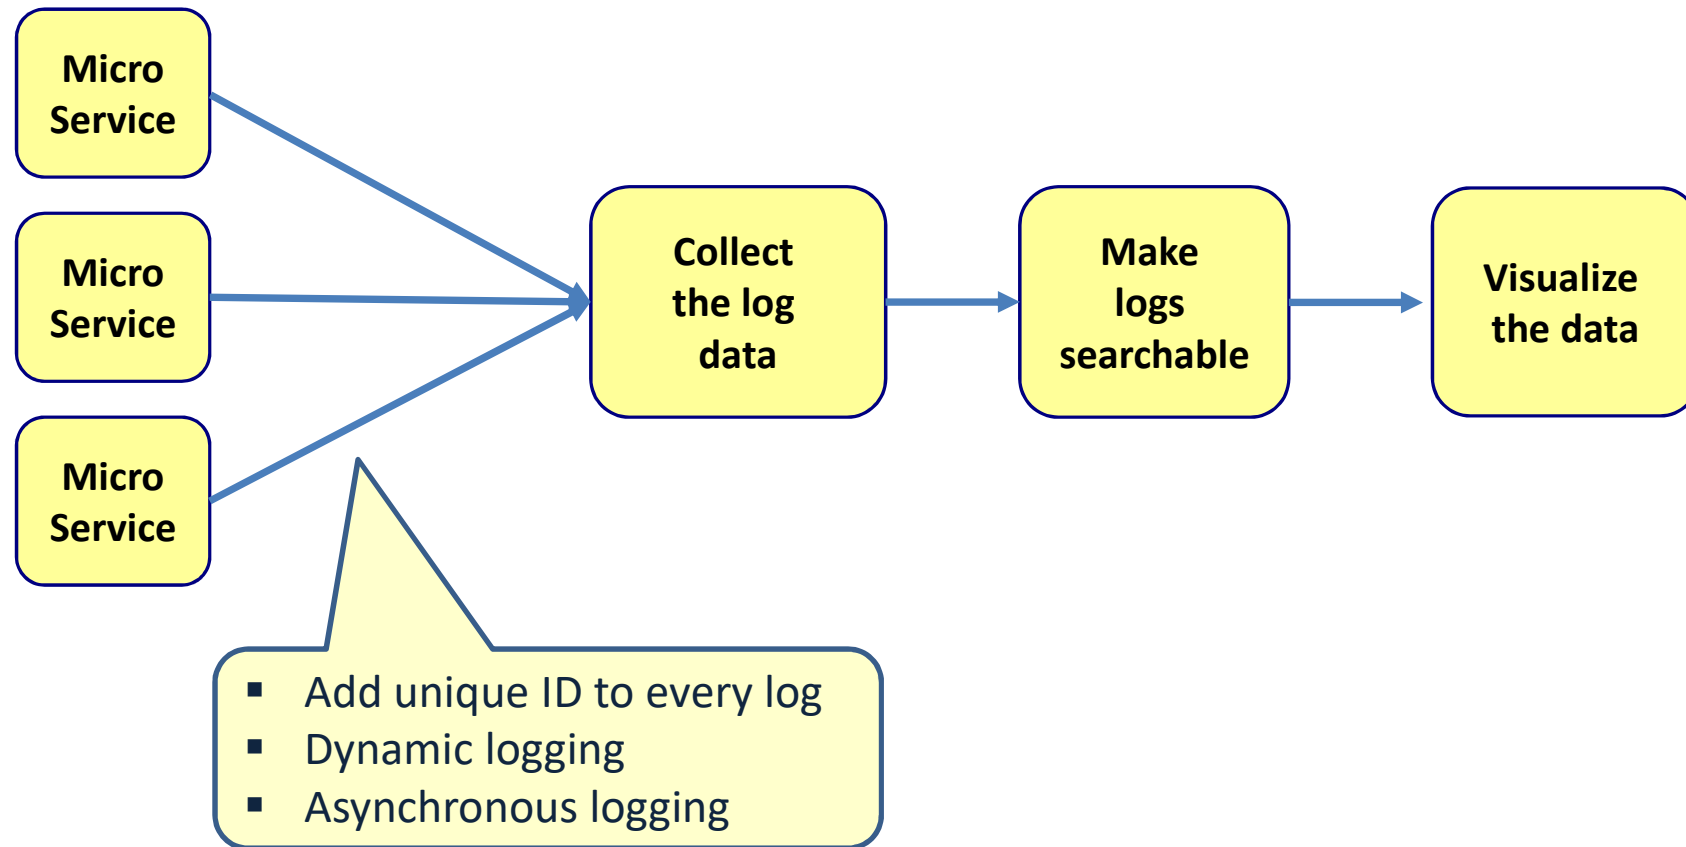 Micro
Service
Micro
Service
Micro
Service
Collect
the log
data
Make
logs
searchable
Visualize
the data
▪ Add unique ID to every log
▪ Dynamic logging
▪ Asynchronous logging